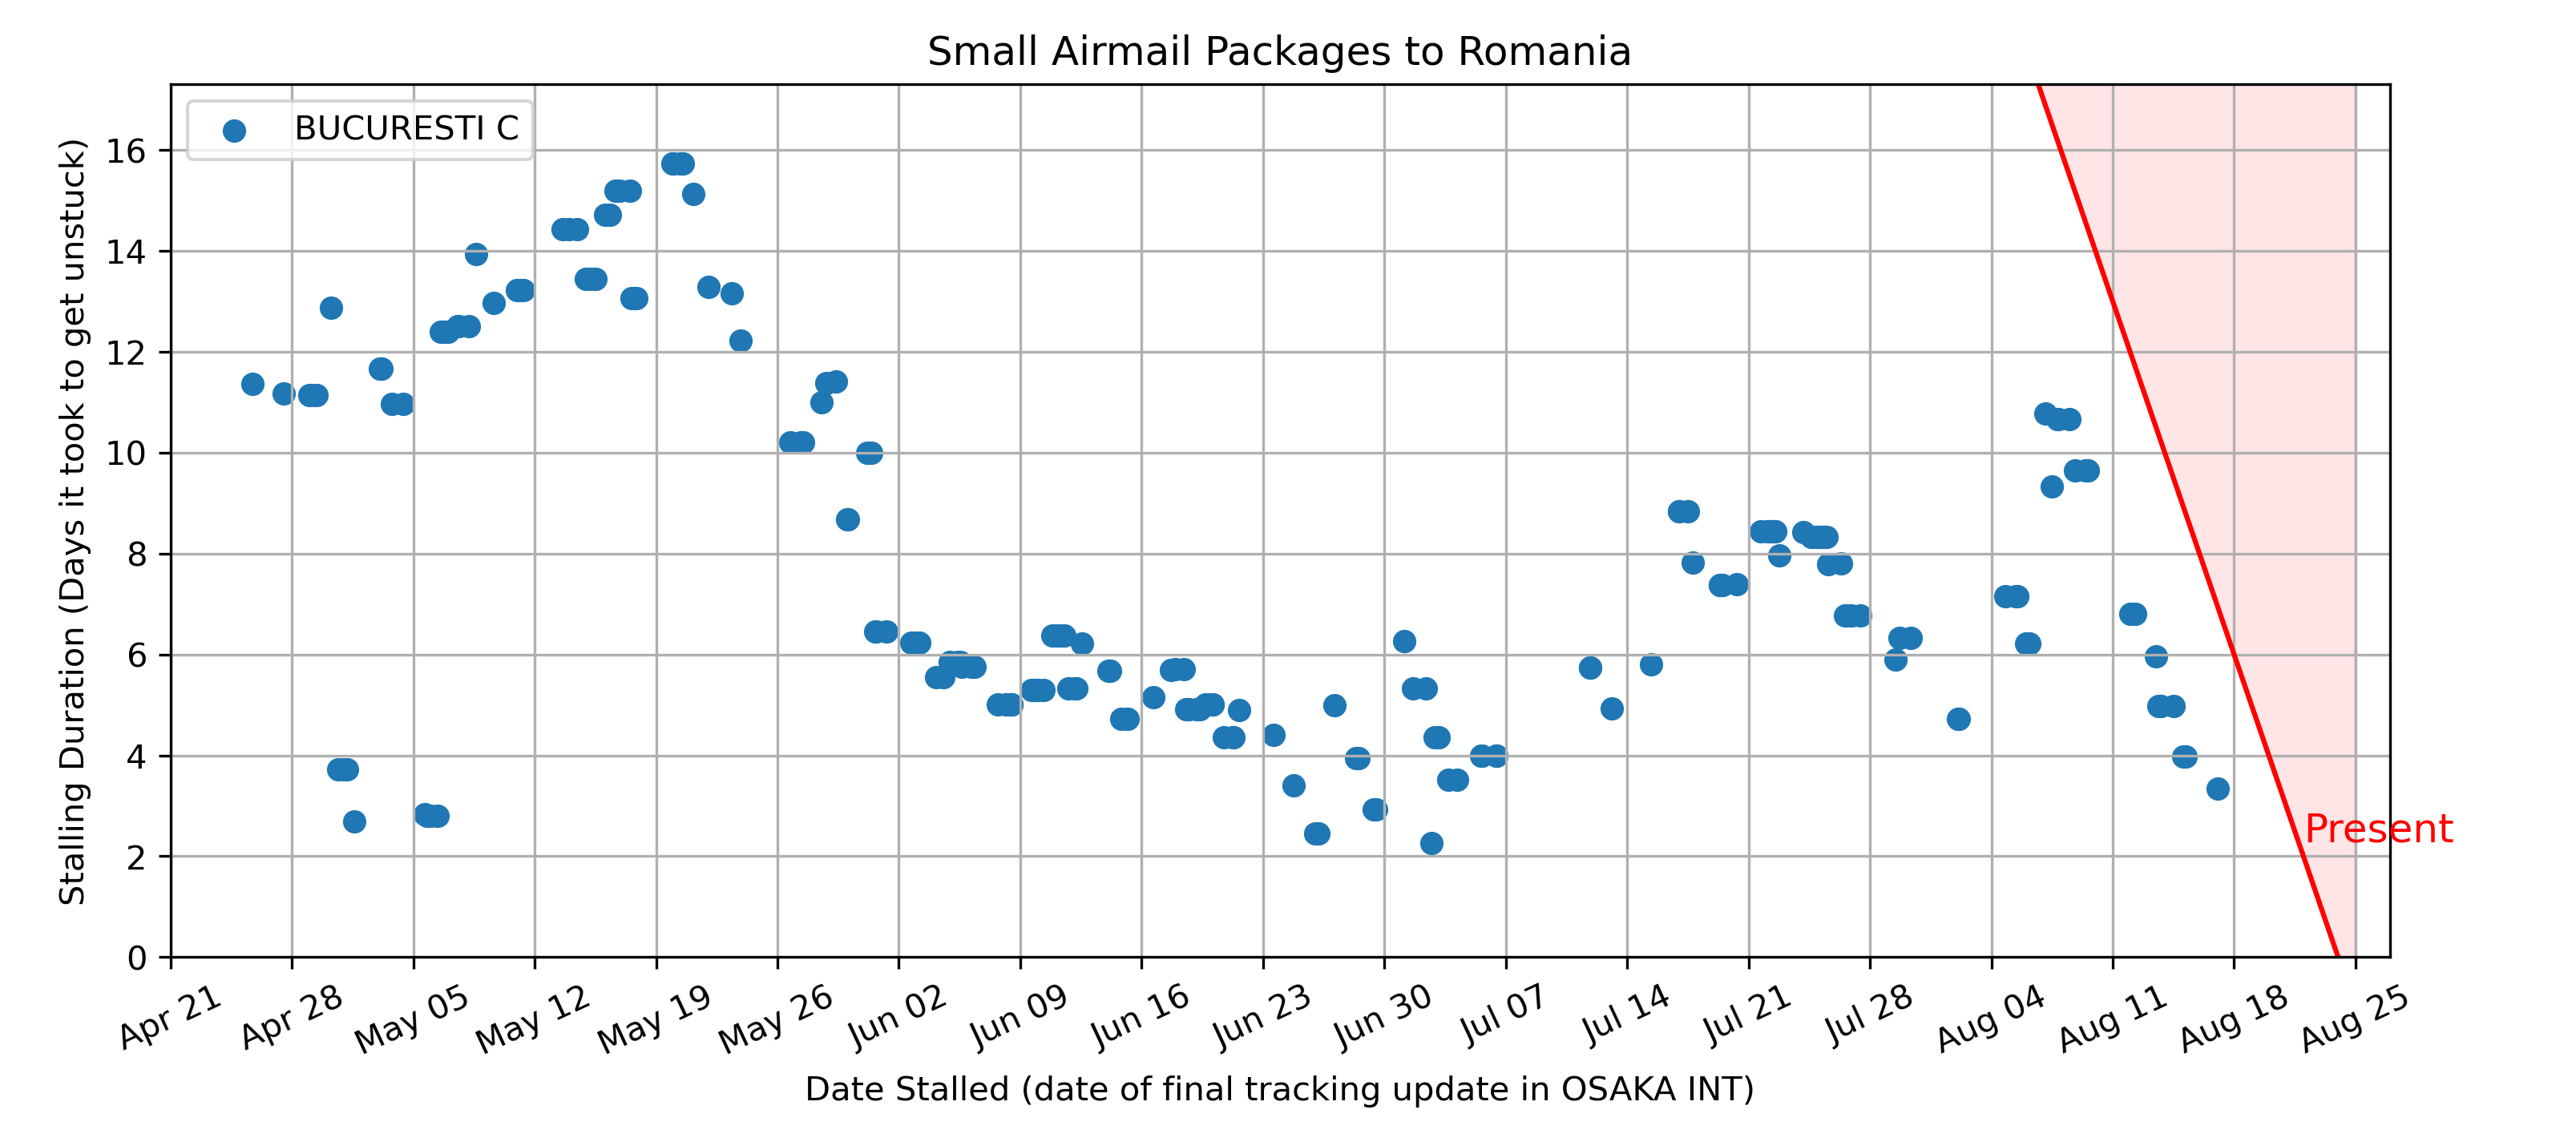 Small Airmail Packages to Romania
BUCURESTI C
Stalling Duration (Days it took to get unstuck)
16
14
12
10
8
6
4
2
0
Present
Apr 21 Apr 28 May 05 May 12 May 19 May 26 Jun 02 Jun 09 Jun 16 Jun 23 Jun 30 Jul 07 Jul 14 Jul 21 Jul 28 Aug 04 Aug 11 Aug 18 Aug 25
Date Stalled (date of final tracking update in OSAKA INT)